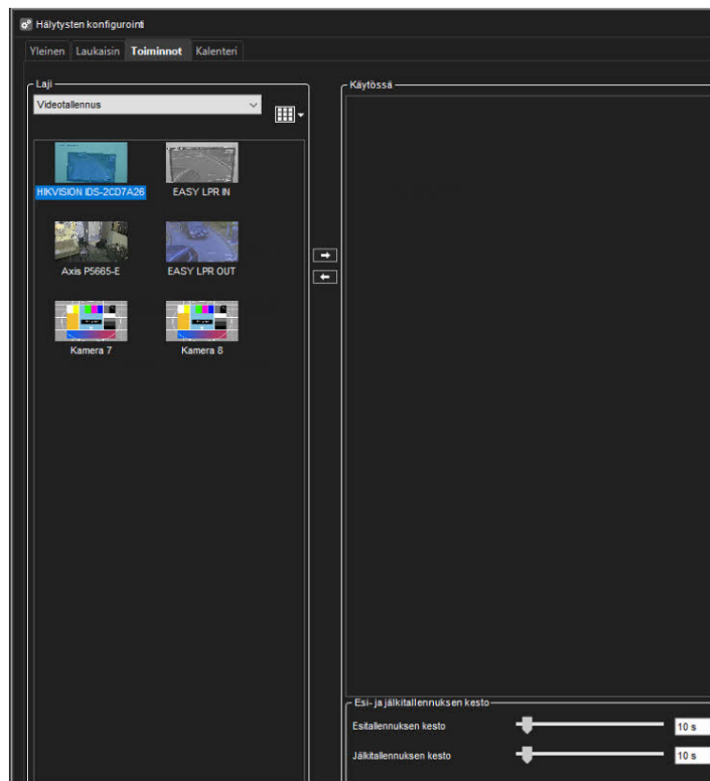 Hälytysten konfigurointi
Yleinen Laukaisin Toiminnot Kalenteri
Laji
Videotallennus
HIKVISION IDS-2CD7A26
EASY LPR IN
Axis P5665-E
EASY LPR OUT
Kamera 7
Kamera 8
Käytössä
Esi- ja jälkitallennuksen kesto
Esitallennuksen kesto
10 s
Jälkitallennuksen kesto
10 s